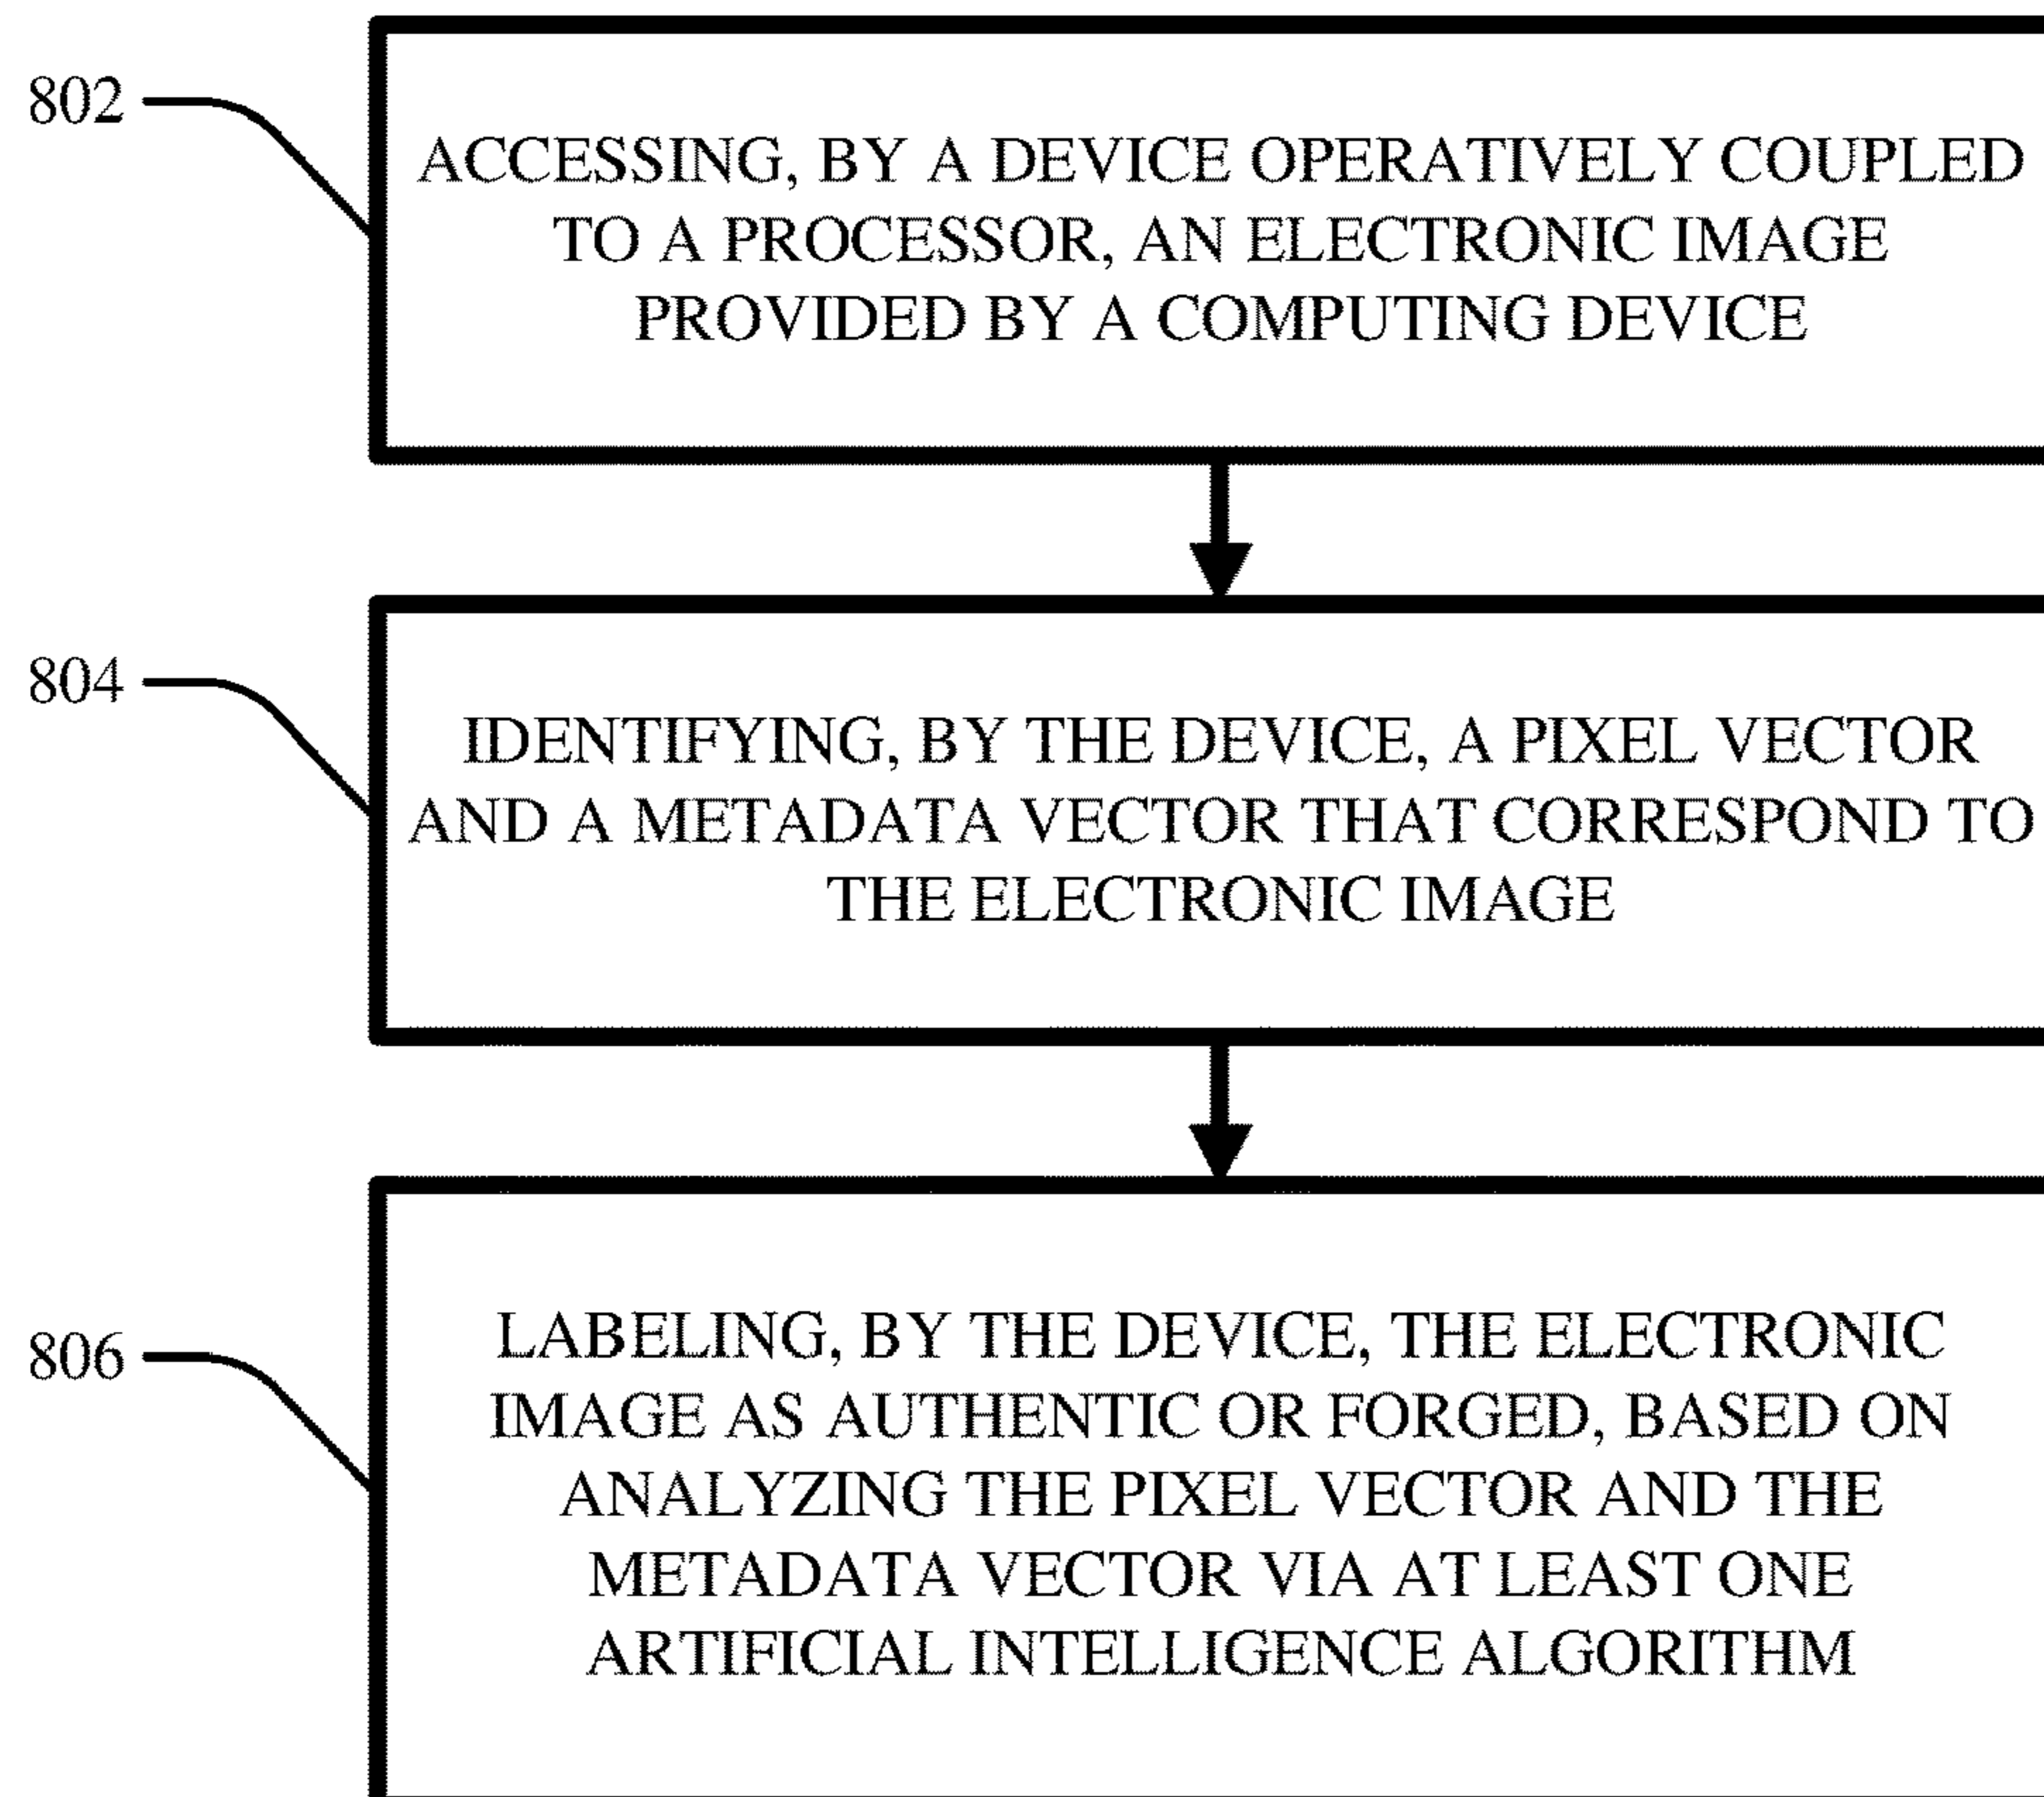 802
ACCESSING, BY A DEVICE OPERATIVELY COUPLED
TO A PROCESSOR, AN ELECTRONIC IMAGE
PROVIDED BY A COMPUTING DEVICE
804
IDENTIFYING, BY THE DEVICE, A PIXEL VECTOR
AND A METADATA VECTOR THAT CORRESPOND TO
THE ELECTRONIC IMAGE
806
LABELING, BY THE DEVICE, THE ELECTRONIC
IMAGE AS AUTHENTIC OR FORGED, BASED ON
ANALYZING THE PIXEL VECTOR AND THE
METADATA VECTOR VIA AT LEAST ONE
ARTIFICIAL INTELLIGENCE ALGORITHM